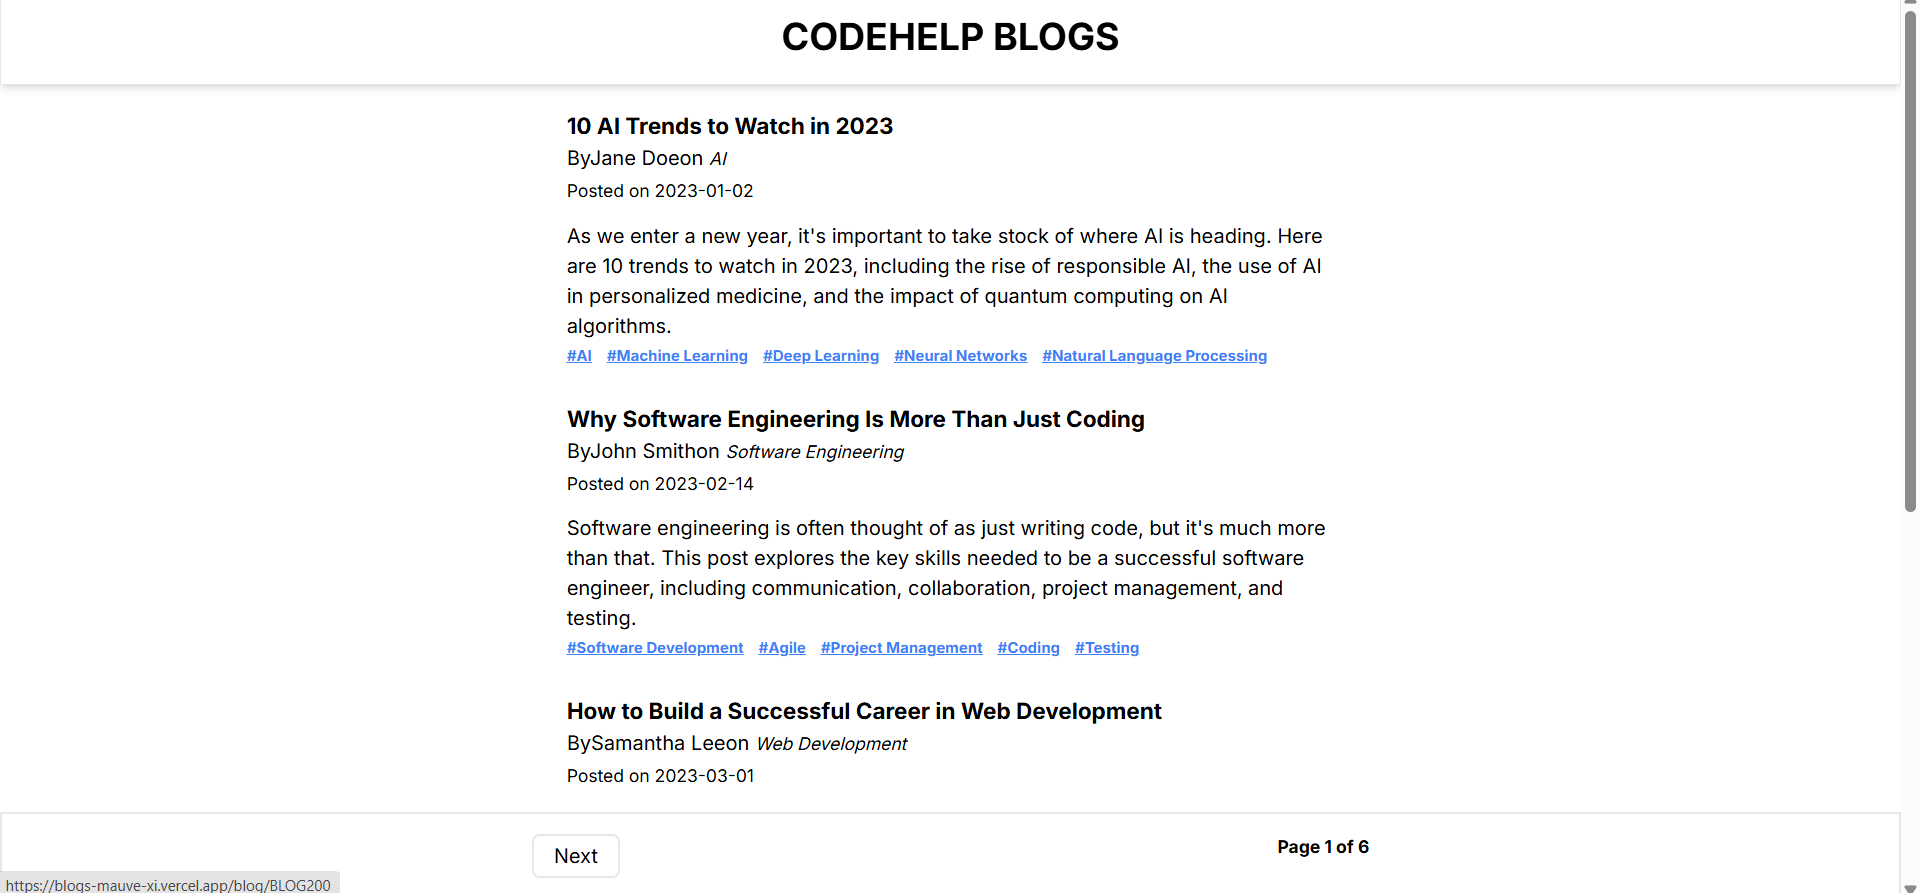 CODEHELP BLOGS
10 AI Trends to Watch in 2023
ByJane Doeon AI
Posted on 2023-01-02
As we enter a new year, it's important to take stock of where AI is heading. Here
are 10 trends to watch in 2023, including the rise of responsible AI, the use of AI
in personalized medicine, and the impact of quantum computing on AI
algorithms.
#AI #Machine Learning #Deep Learning #Neural Networks #Natural Language Processing
Why Software Engineering Is More Than Just Coding
ByJohn Smithon Software Engineering
Posted on 2023-02-14
Software engineering is often thought of as just writing code, but it's much more
than that. This post explores the key skills needed to be a successful software
engineer, including communication, collaboration, project management, and
testing.
#Software Development #Agile #Project Management #Coding #Testing
How to Build a Successful Career in Web Development
BySamantha Leeon Web Development
Posted on 2023-03-01
Next Page 1 of 6
https://blogs-mauve-xi.vercel.app/blog/BLOG200